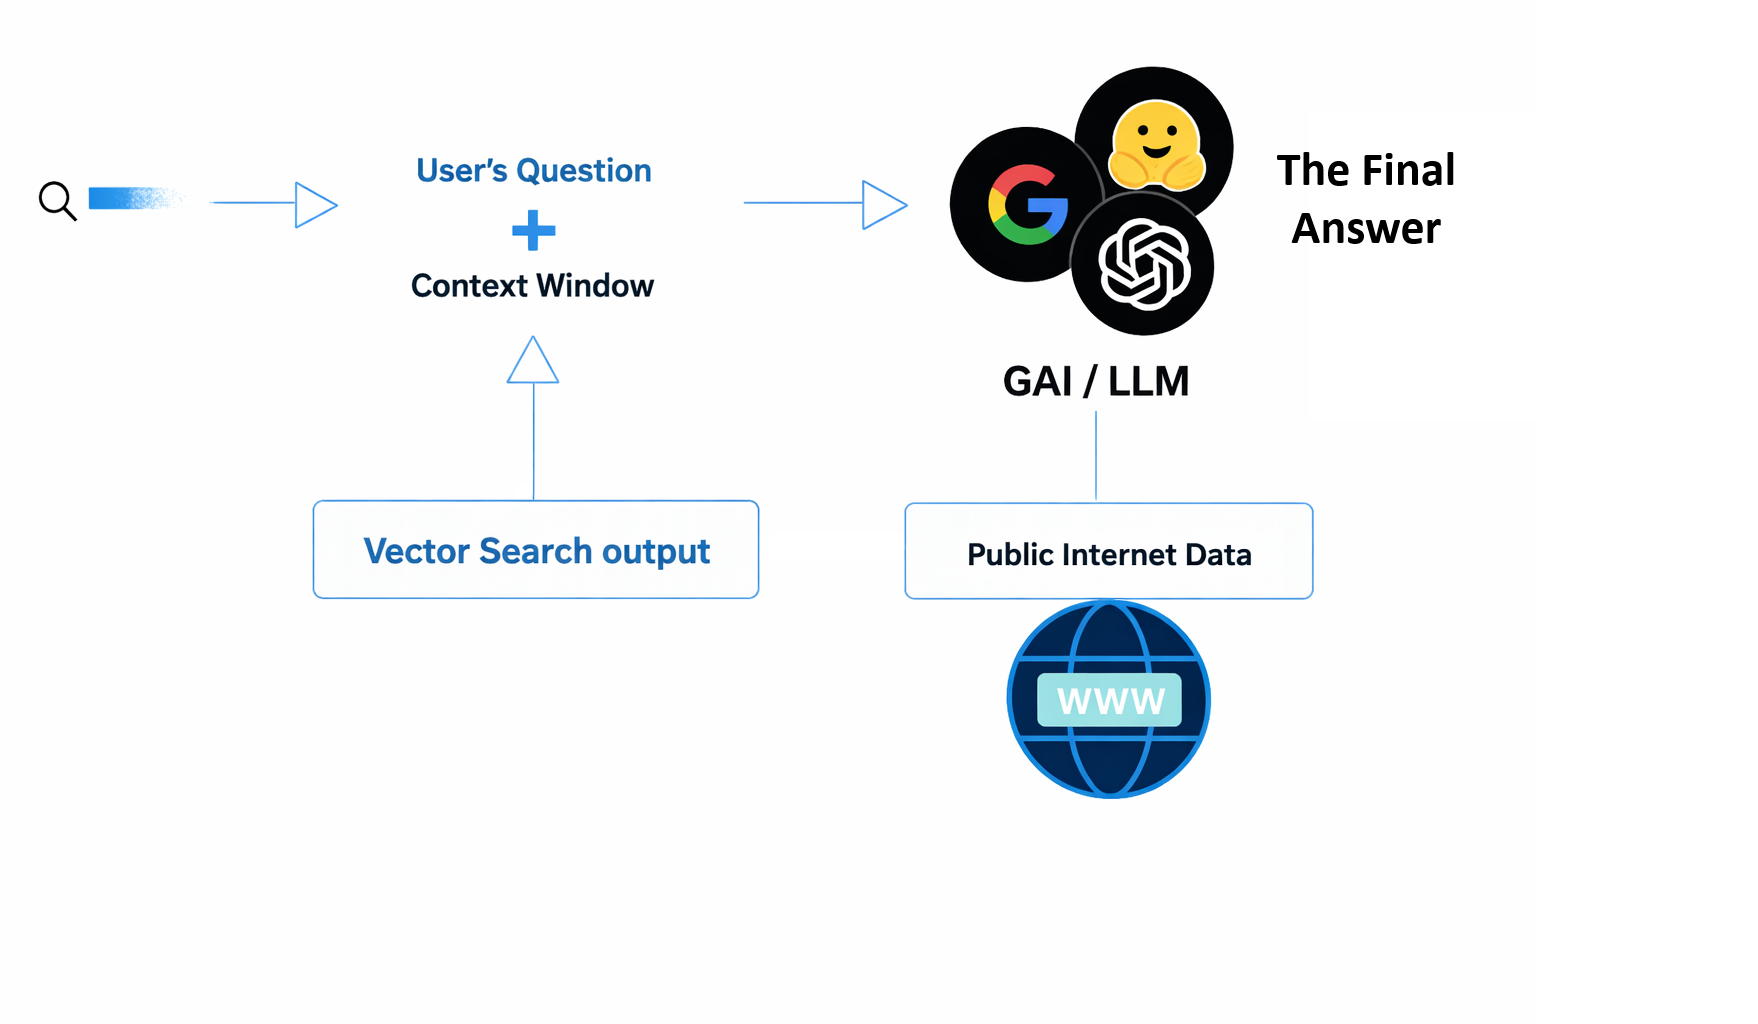 User's Question
+
Context Window
The Final
Answer
GAI / LLM
Vector Search output
Public Internet Data
WWW